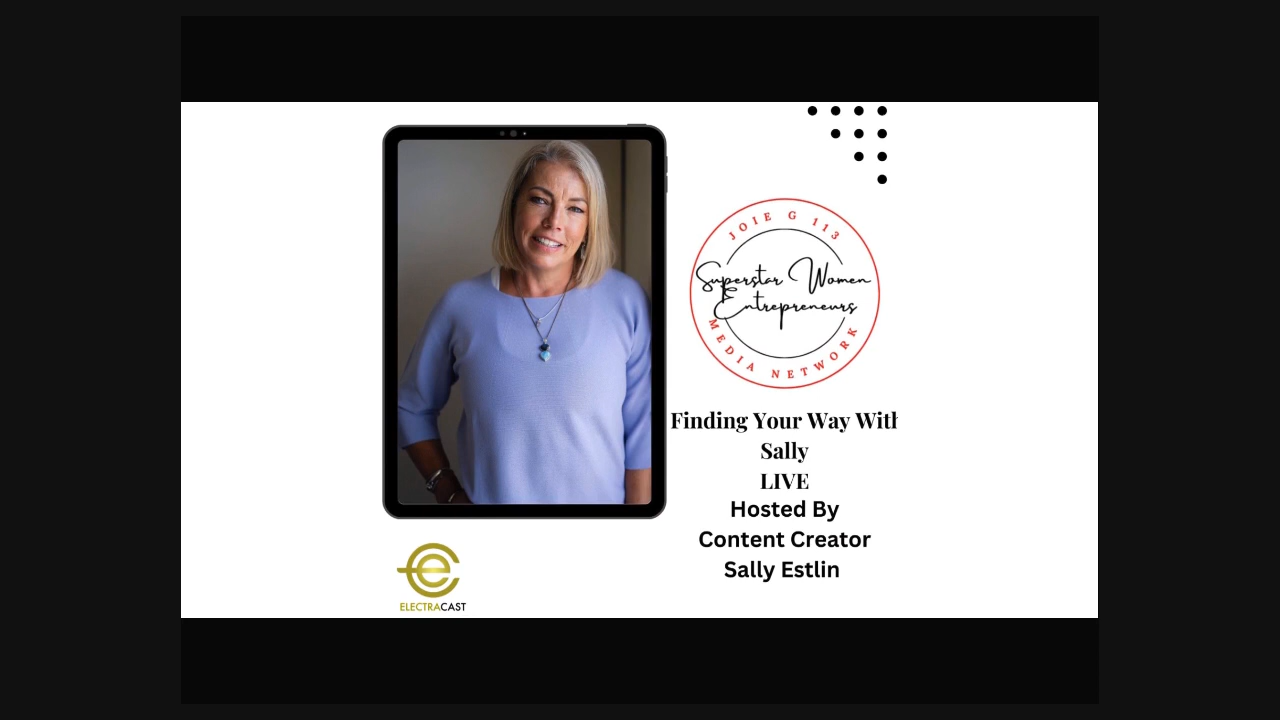 JOIE G 113
Superstar Women
Entrepreneurs
MEDIA NETWORK
Finding Your Way With
Sally
LIVE
Hosted By
Content Creator
Sally Estlin
ELECTRACAST